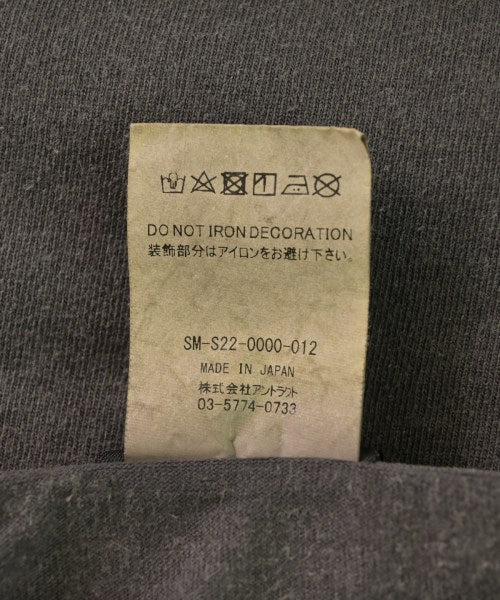 DO NOT IRON DECORATION
装飾部分はアイロンをお避け下さい。
SM-S22-0000-012
MADE IN JAPAN
株式会社アントラクト
03-5774-0733